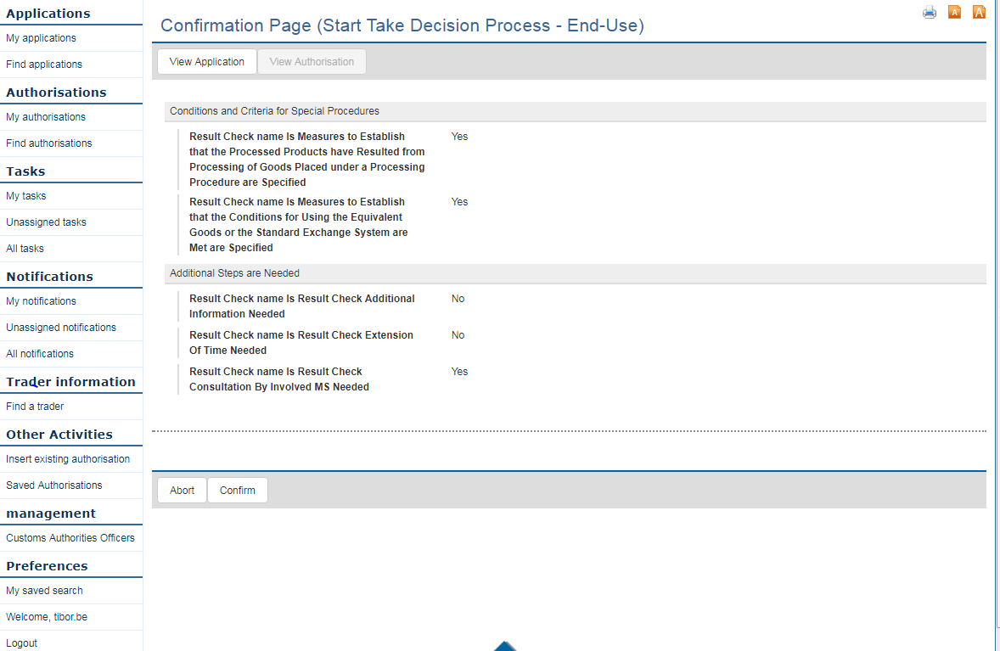 Applications
My applications
Find applications
Authorisations
My authorisations
Find authorisations
Tasks
My tasks
Unassigned tasks
All tasks
Notifications
My notifications
Unassigned notifications
All notifications
Trader information
Find a trader
Other Activities
Insert existing authorisation
Saved Authorisations
management
Customs Authorities Officers
Preferences
My saved search
Welcome, tibor.be
Logout
A A
Confirmation Page (Start Take Decision Process - End-Use)
View Application View Authorisation
Conditions and Criteria for Special Procedures
Result Check name Is Measures to Establish Yes
that the Processed Products have Resulted from
Processing of Goods Placed under a Processing
Procedure are Specified
Result Check name Is Measures to Establish Yes
that the Conditions for Using the Equivalent
Goods or the Standard Exchange System are
Met are Specified
Additional Steps are Needed
Result Check name Is Result Check Additional No
Information Needed
Result Check name Is Result Check Extension No
Of Time Needed
Result Check name Is Result Check Yes
Consultation By Involved MS Needed
Abort Confirm